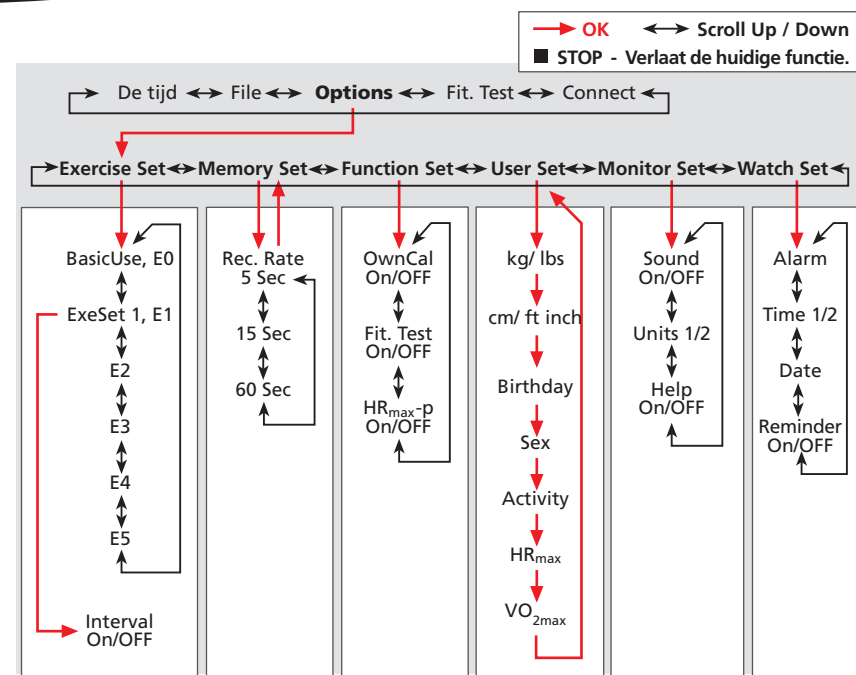 OK Scroll Up / Down
STOP - Verlaat de huidige functie.
De tijd File Options Fit. Test Connect
Exercise Set Memory Set Function Set User Set Monitor Set Watch Set
BasicUse, E0
ExeSet 1, E1
E2
E3
E4
E5
Interval
On/OFF
Rec. Rate
5 Sec
15 Sec
60 Sec
OwnCal
On/OFF
Fit. Test
On/OFF
HRmax-p
On/OFF
kg/ lbs
cm/ ft inch
Birthday
Sex
Activity
HRmax
VO2max
Sound
On/OFF
Units 1/2
Help
On/OFF
Alarm
Time 1/2
Date
Reminder
On/OFF